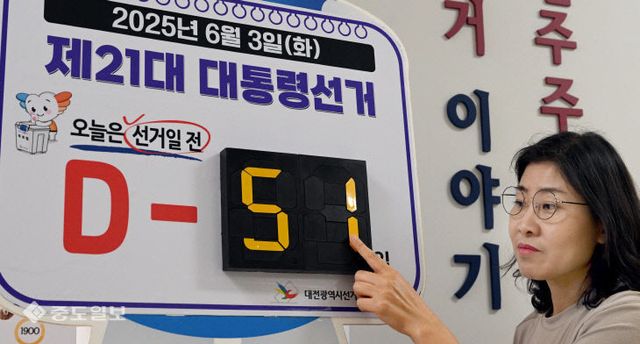 2025년 6월 3일(화)
제21대 대통령선거
오늘은 선거일 전
D-51
일
대전광역시선거
거
이야기
주주
중도일보
1900